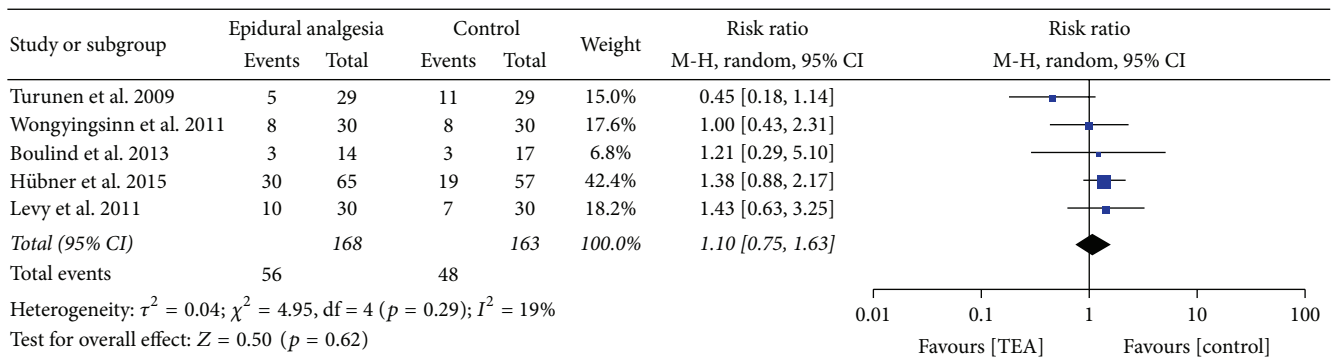 Study or subgroup Epidural analgesia Control Weight Risk ratio Risk ratio
Events Total Events Total M-H, random, 95% CI M-H, random, 95% CI
Turunen et al. 2009 5 29 11 29 15.0% 0.45 [0.18, 1.14]
Wongyingsinn et al. 2011 8 30 8 30 17.6% 1.00 [0.43, 2.31]
Boulind et al. 2013 3 14 3 17 6.8% 1.21 [0.29, 5.10]
Hübner et al. 2015 30 65 19 57 42.4% 1.38 [0.88, 2.17]
Levy et al. 2011 10 30 7 30 18.2% 1.43 [0.63, 3.25]
Total (95% CI) 168 163 100.0% 1.10 [0.75, 1.63]
Total events 56 48
Heterogeneity: τ² = 0.04; χ² = 4.95, df = 4 (p = 0.29); I² = 19%
Test for overall effect: Z = 0.50 (p = 0.62)
0.01 0.1 1 10 100
Favours [TEA] Favours [control]